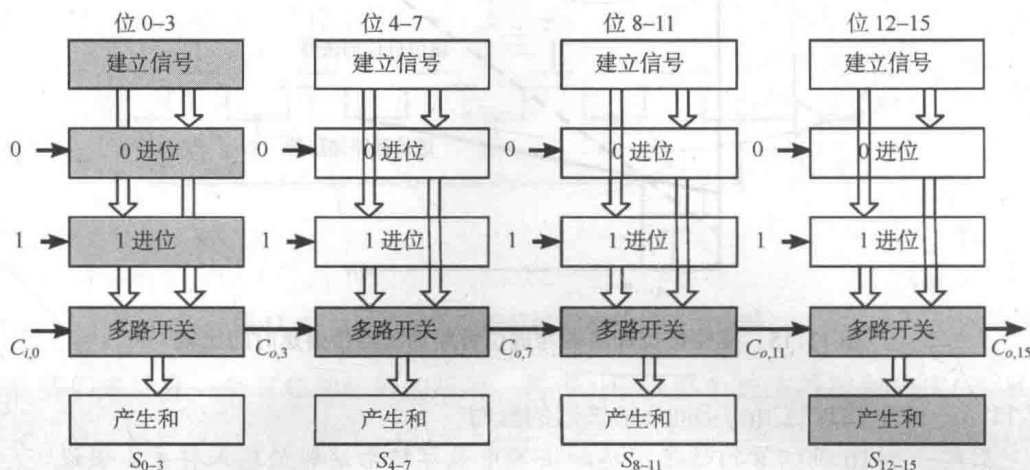 位 0–3 位 4–7 位 8–11 位 12–15
建立信号 建立信号 建立信号 建立信号
0 0进位 0 0进位 0 0进位 0 0进位
1 1进位 1 1进位 1 1进位 1 1进位
多路开关 多路开关 多路开关 多路开关
C_{i,0} C_{o,3} C_{o,7} C_{o,11} C_{o,15}
产生和 产生和 产生和 产生和
S_{0–3} S_{4–7} S_{8–11} S_{12–15}